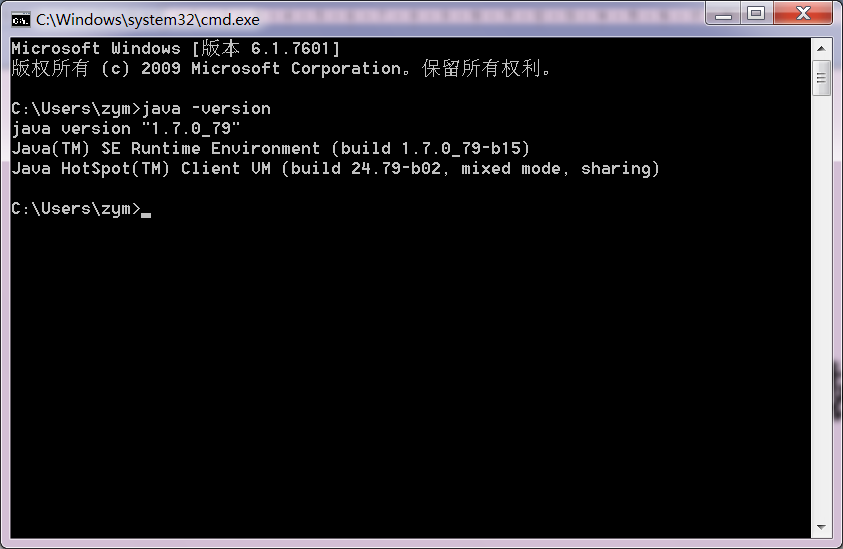 C:\Windows\system32\cmd.exe
Microsoft Windows [版本 6.1.7601]
版权所有 (c) 2009 Microsoft Corporation。保留所有权利。
C:\Users\zym>java -version
java version "1.7.0_79"
Java(TM) SE Runtime Environment (build 1.7.0_79-b15)
Java HotSpot(TM) Client VM (build 24.79-b02, mixed mode, sharing)
C:\Users\zym>